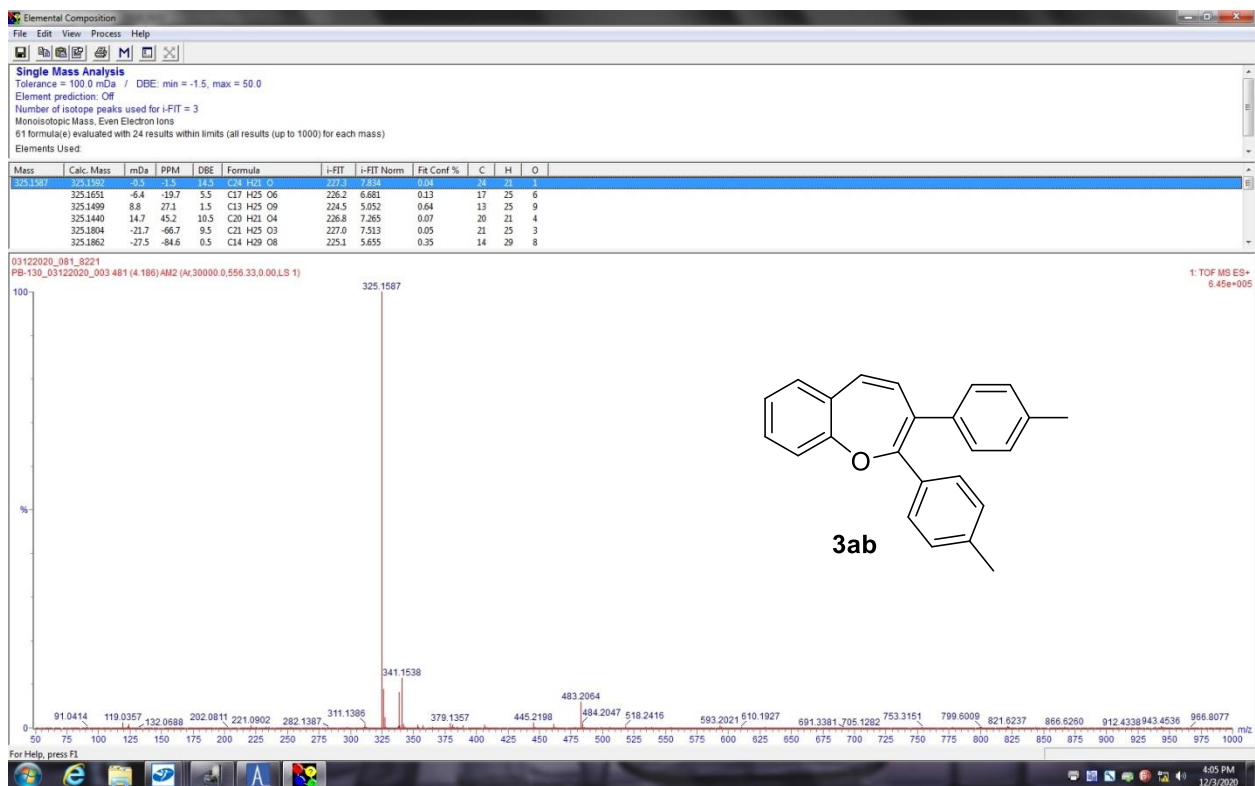 Elemental Composition
File Edit View Process Help
Single Mass Analysis
Tolerance = 100.0 mDa / DBE: min = -1.5, max = 50.0
Element prediction: Off
Number of isotope peaks used for i-FIT = 3
Monoisotopic Mass, Even Electron Ions
61 formula(e) evaluated with 24 results within limits (all results (up to 1000) for each mass)
Elements Used:
Mass Calc. Mass mDa PPM DBE Formula i-FIT i-FIT Norm Fit Conf % C H O
325.1587 325.1592 -0.5 -1.5 14.5 C24 H21 O 227.3 7.834 0.04 24 21 1
325.1651 -6.4 -19.7 5.5 C17 H25 O6 226.2 6.681 0.13 17 25 6
325.1499 8.8 27.1 1.5 C13 H25 O9 224.5 5.052 0.64 13 25 9
325.1440 14.7 45.2 10.5 C20 H21 O4 226.8 7.265 0.07 20 21 4
325.1804 -21.7 -66.7 9.5 C21 H25 O3 227.0 7.513 0.05 21 25 3
325.1862 -27.5 -84.6 0.5 C14 H29 O8 225.1 5.655 0.35 14 29 8
03122020_081_8221
PB-130_03122020_003 481 (4.186) AM2 (Ar,30000.0,556.33,0.00,LS 1)
1: TOF MS ES+
6.45e+005
100
325.1587
O
3ab
%
341.1538
483.2064
91.0414 119.0357 132.0688 202.0811 221.0902 282.1387 311.1386 379.1357 445.2198 484.2047 518.2416 593.2021 610.1927 691.3381 705.1282 753.3151 799.6009 821.6237 866.6260 912.4338 943.4536 966.8077
0
m/z
50 75 100 125 150 175 200 225 250 275 300 325 350 375 400 425 450 475 500 525 550 575 600 625 650 675 700 725 750 775 800 825 850 875 900 925 950 975 1000
For Help, press F1
4:05 PM
12/3/2020